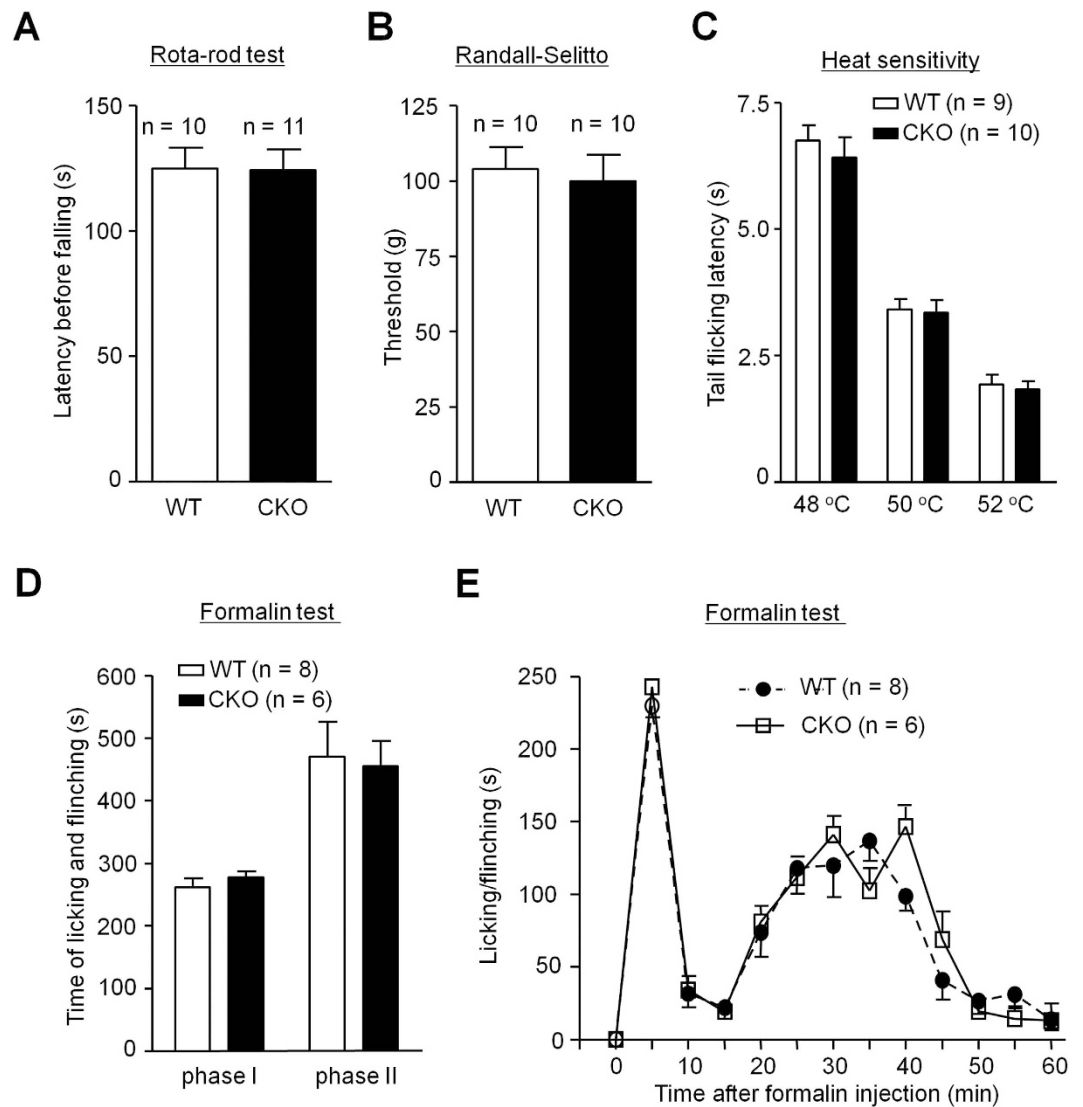 A
Rota-rod test
Latency before falling (s)
150
100
50
0
n = 10
n = 11
WT
CKO
B
Randall-Selitto
Threshold (g)
125
100
75
50
25
0
n = 10
n = 10
WT
CKO
C
Heat sensitivity
WT (n = 9)
CKO (n = 10)
Tail flicking latency (s)
7.5
5.0
2.5
0
48 °C
50 °C
52 °C
D
Formalin test
WT (n = 8)
CKO (n = 6)
Time of licking and flinching (s)
600
500
400
300
200
100
0
phase I
phase II
E
Formalin test
WT (n = 8)
CKO (n = 6)
Licking/flinching (s)
250
200
150
100
50
0
0 10 20 30 40 50 60
Time after formalin injection (min)